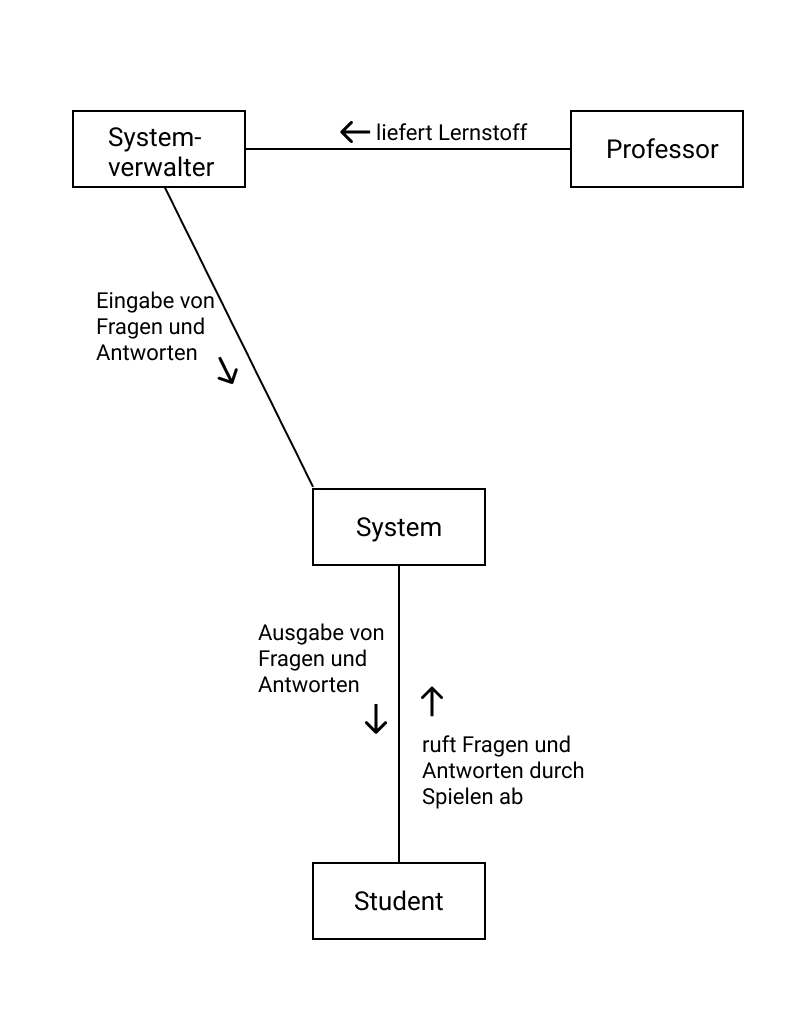 System-
verwalter
liefert Lernstoff
Professor
Eingabe von
Fragen und
Antworten
System
Ausgabe von
Fragen und
Antworten
ruft Fragen und
Antworten durch
Spielen ab
Student